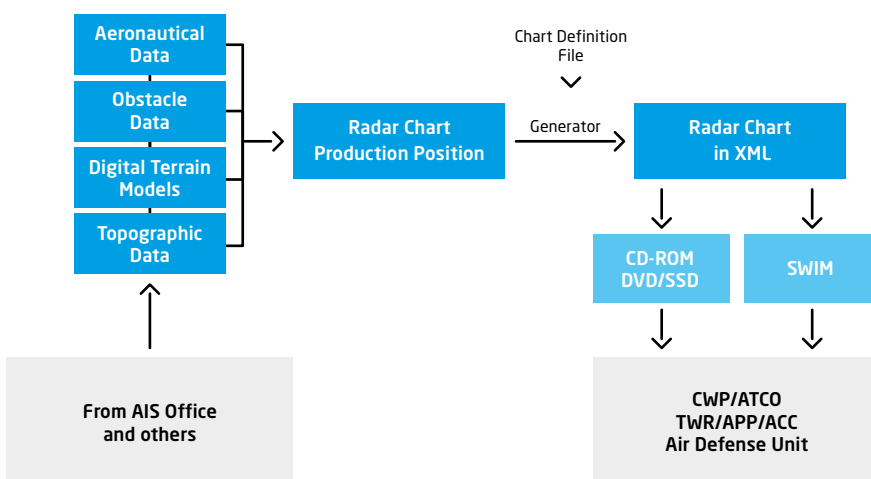 Aeronautical
Data
Obstacle
Data
Digital Terrain
Models
Topographic
Data
From AIS Office
and others
Radar Chart
Production Position
Chart Definition
File
Generator
Radar Chart
in XML
CD-ROM
DVD/SSD
SWIM
CWP/ATCO
TWR/APP/ACC
Air Defense Unit